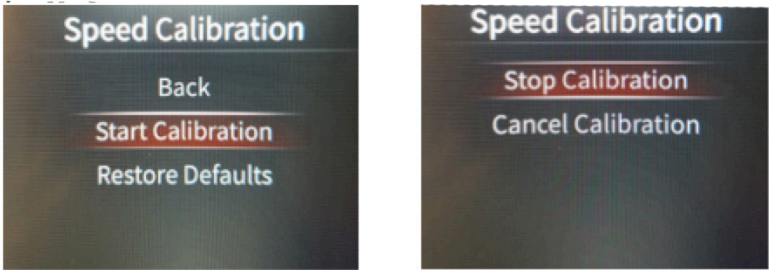 Speed Calibration
Back
Start Calibration
Restore Defaults
Speed Calibration
Stop Calibration
Cancel Calibration